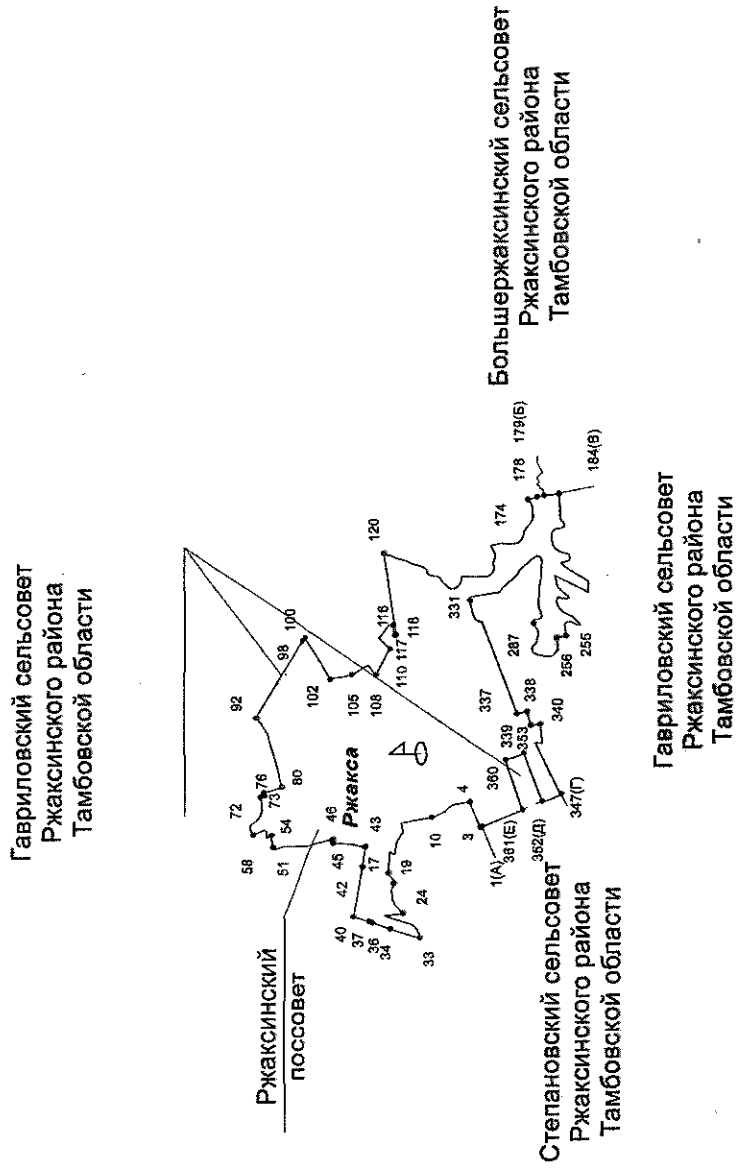 Гавриловский сельсовет
Ржаксинского района
Тамбовской области
Ржаксинский
поссовет
Большержаксинский сельсовет
Ржаксинского района
Тамбовской области
Степановский сельсовет
Ржаксинского района
Тамбовской области
Гавриловский сельсовет
Ржаксинского района
Тамбовской области
Ржакса
1(А)
3
4
10
17
19
24
33
34
36
37
40
42
43
45
46
51
54
58
72
73
76
80
92
98
100
102
105
108
110
117
116
118
120
174
178
179(Б)
184(В)
255
256
287
331
337
338
339
340
347(Г)
352(Д)
353
360
361(Е)